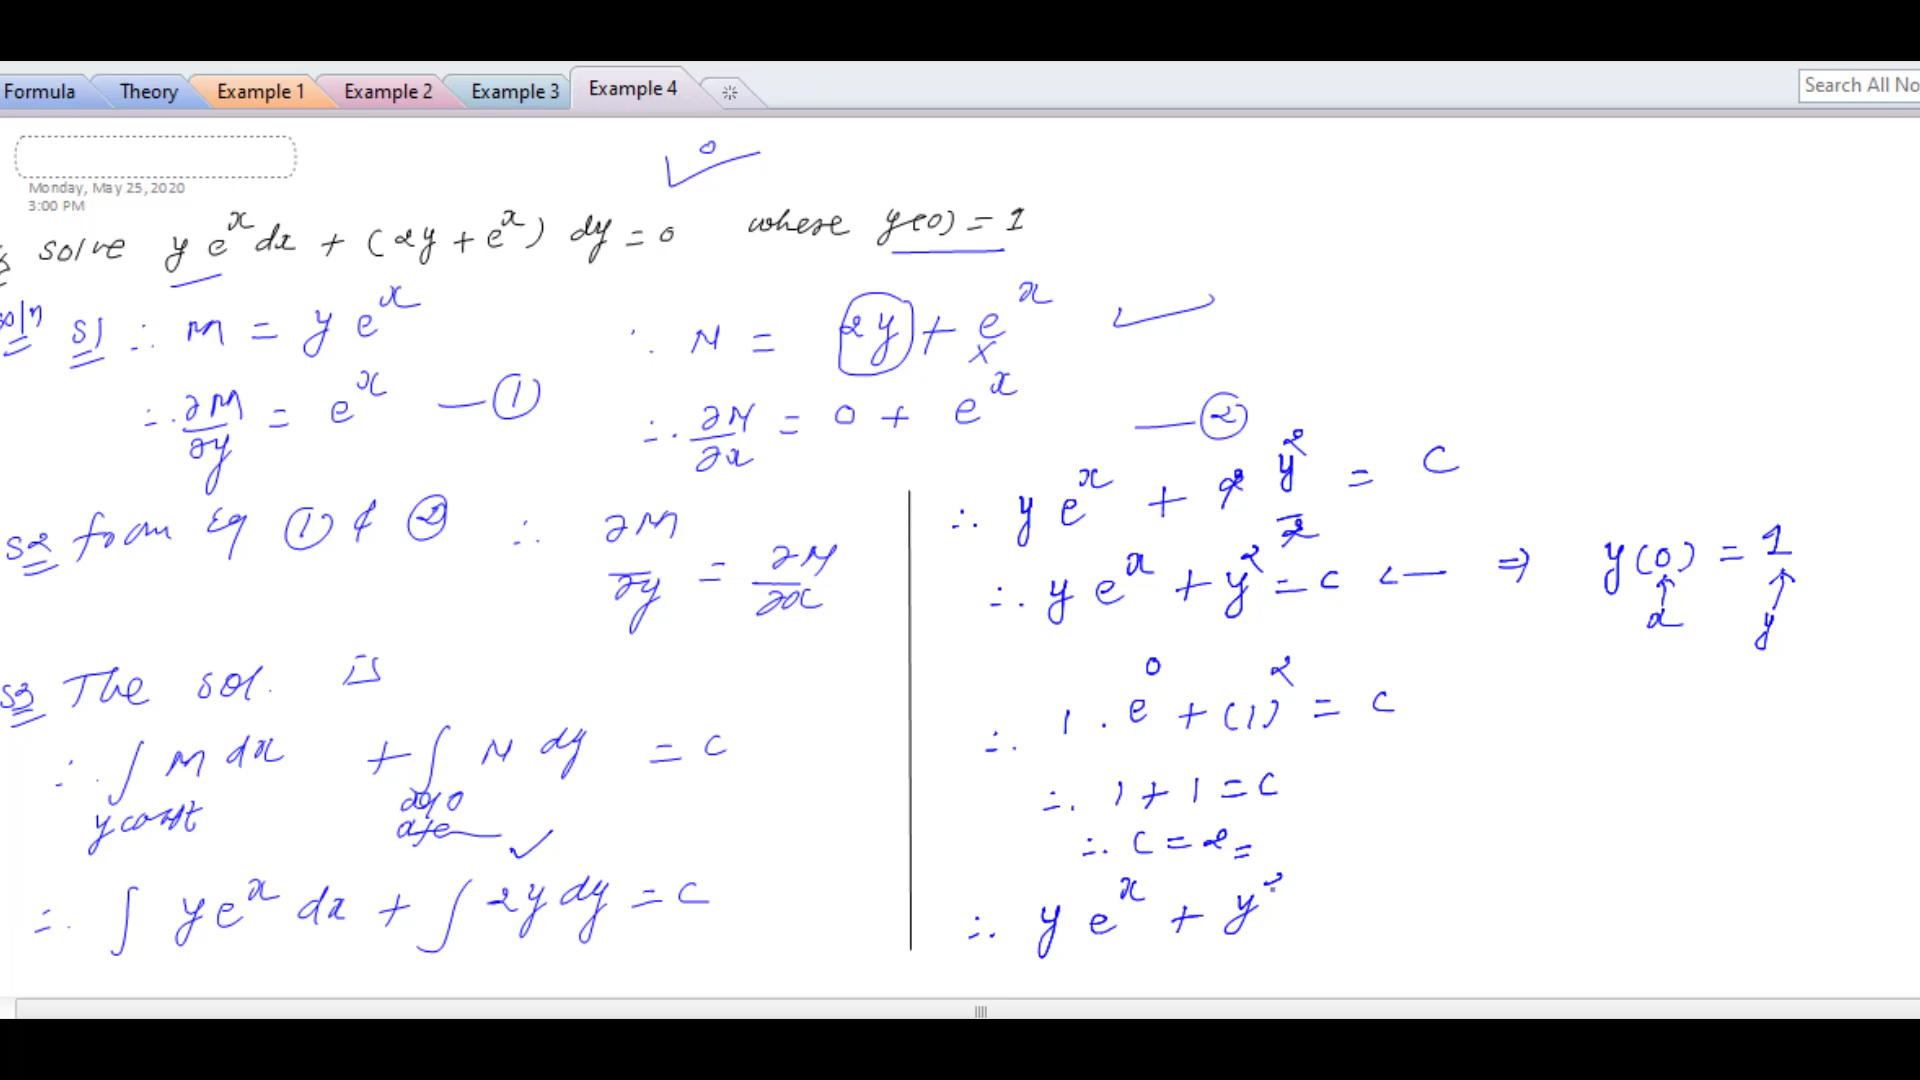 Formula Theory Example 1 Example 2 Example 3 Example 4
Search All No
Monday, May 25, 2020
3:00 PM
solve y e^x dx + (2y + e^x) dy = 0 where y(0) = 1
sol|n S1 ∴ M = y e^x ∵ N = 2y + e^x
∴ ∂M/∂y = e^x — ① ∴ ∂N/∂x = 0 + e^x — ②
S2 from Eq ① & ② ∴ ∂M/∂y = ∂N/∂x
S3 The sol. is
∴ ∫ M dx + ∫ N dy = c
y const
∴ ∫ y e^x dx + ∫ 2y dy = c
∴ y e^x + 2 y^2/2 = c
∴ y e^x + y^2 = c ← ⇒ y(0) = 1
x y
∴ 1 . e^0 + (1)^2 = c
∴ 1 + 1 = c
∴ c = 2
∴ y e^x + y^2